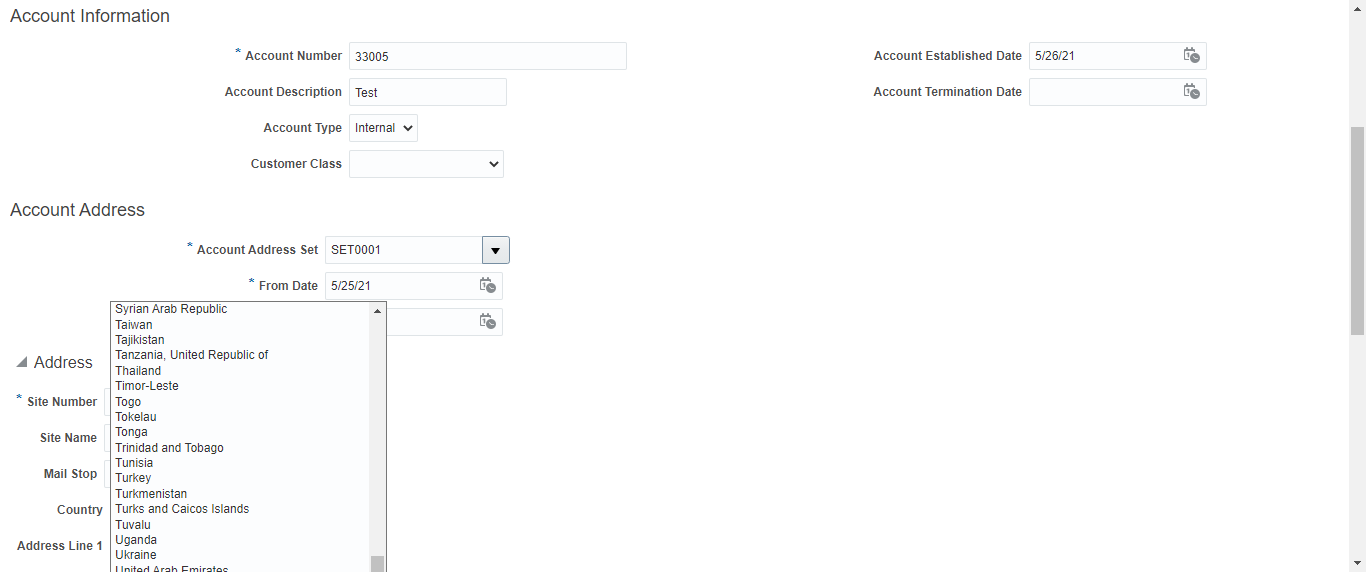 Account Information
* Account Number 33005
Account Established Date 5/26/21
Account Description Test
Account Termination Date
Account Type Internal
Customer Class
Account Address
* Account Address Set SET0001
* From Date 5/25/21
Syrian Arab Republic
Taiwan
Tajikistan
Tanzania, United Republic of
Thailand
Timor-Leste
Togo
Tokelau
Tonga
Trinidad and Tobago
Tunisia
Turkey
Turkmenistan
Turks and Caicos Islands
Tuvalu
Uganda
Ukraine
United Arab Emirates
Address
* Site Number
Site Name
Mail Stop
Country
Address Line 1